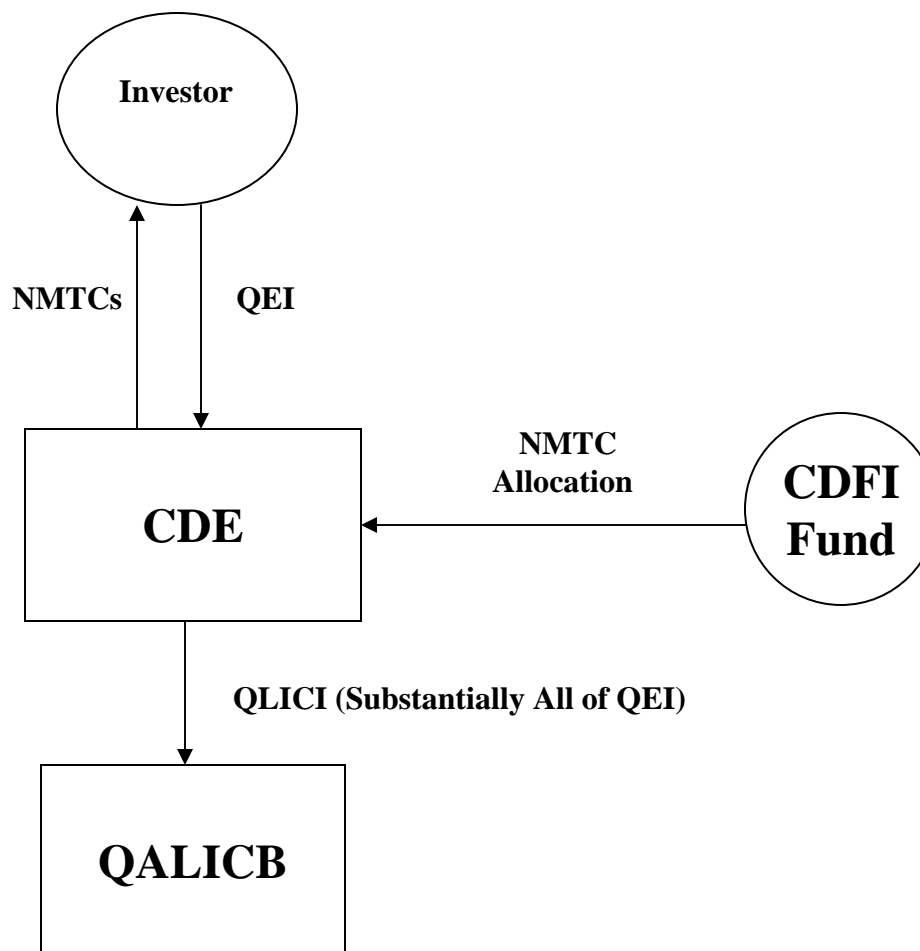 Investor
NMTCs
QEI
NMTC
Allocation
CDFI
Fund
CDE
QLICI (Substantially All of QEI)
QALICB